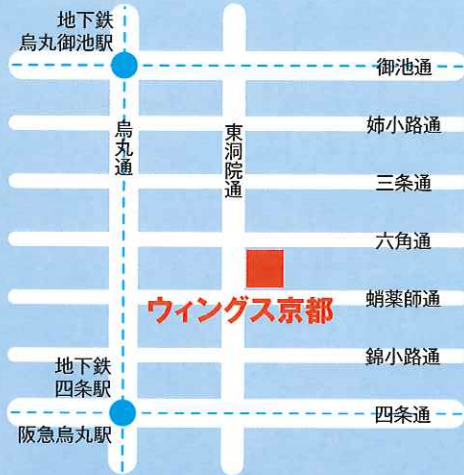 地下鉄
烏丸御池駅
御池通
姉小路通
烏丸通
東洞院通
三条通
六角通
ウィングス京都
蛸薬師通
錦小路通
地下鉄
四条駅
四条通
阪急烏丸駅